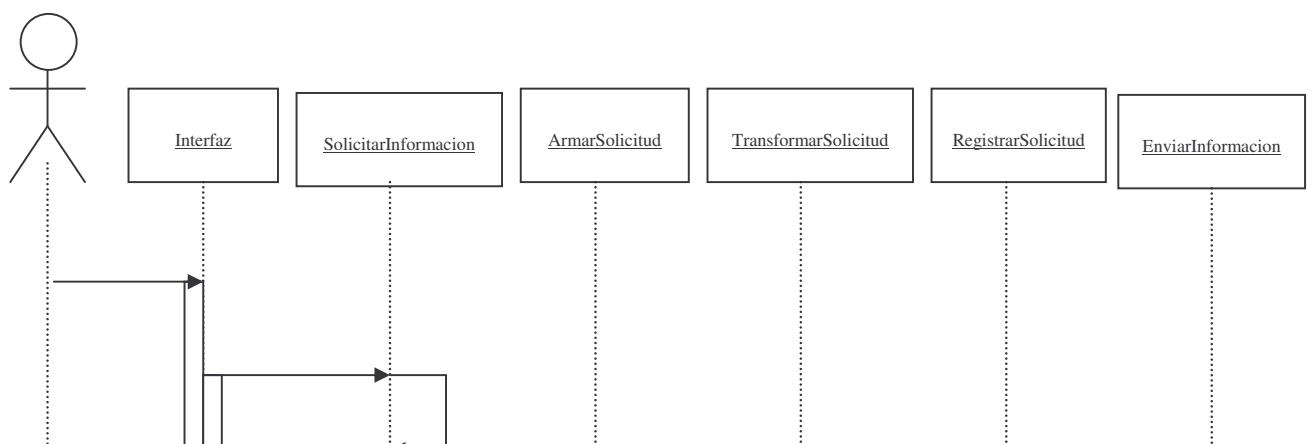 Interfaz
SolicitarInformacion
ArmarSolicitud
TransformarSolicitud
RegistrarSolicitud
EnviarInformacion